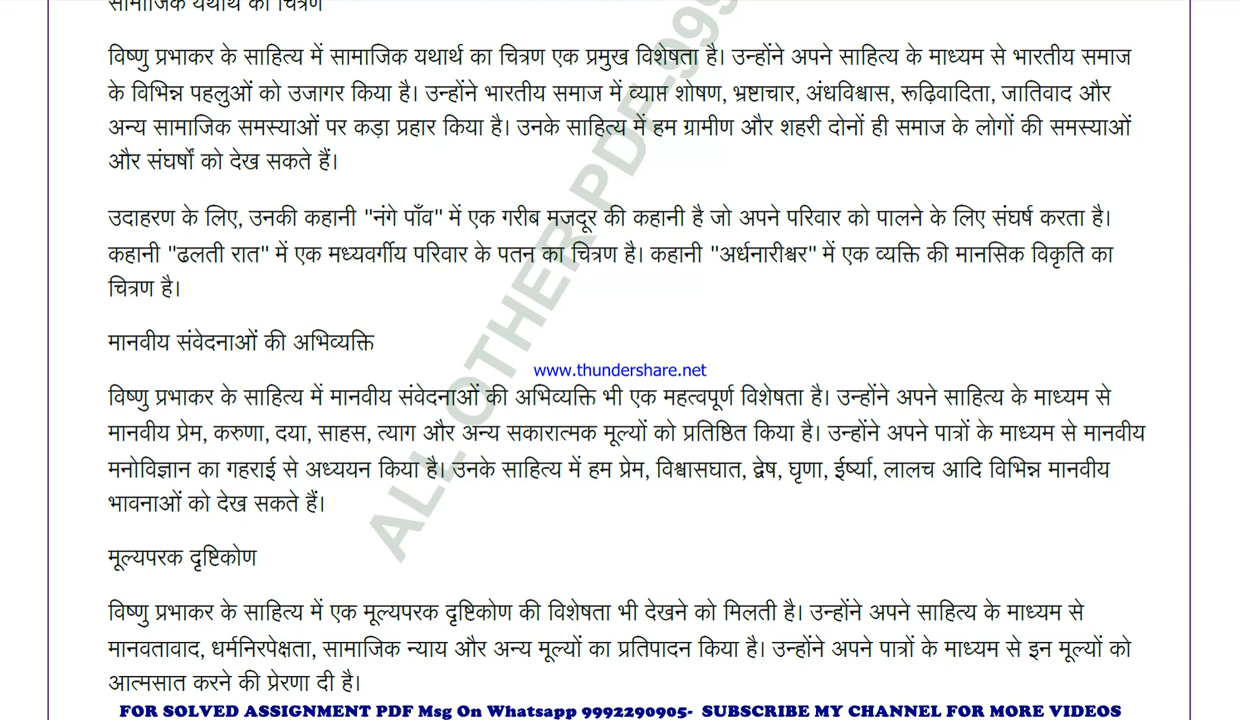 सामाजिक यथार्थ का चित्रण
विष्णु प्रभाकर के साहित्य में सामाजिक यथार्थ का चित्रण एक प्रमुख विशेषता है। उन्होंने अपने साहित्य के माध्यम से भारतीय समाज
के विभिन्न पहलुओं को उजागर किया है। उन्होंने भारतीय समाज में व्याप्त शोषण, भ्रष्टाचार, अंधविश्वास, रूढ़िवादिता, जातिवाद और
अन्य सामाजिक समस्याओं पर कड़ा प्रहार किया है। उनके साहित्य में हम ग्रामीण और शहरी दोनों ही समाज के लोगों की समस्याओं
और संघर्षों को देख सकते हैं।
उदाहरण के लिए, उनकी कहानी "नंगे पाँव" में एक गरीब मजदूर की कहानी है जो अपने परिवार को पालने के लिए संघर्ष करता है।
कहानी "ढलती रात" में एक मध्यवर्गीय परिवार के पतन का चित्रण है। कहानी "अर्धनारीश्वर" में एक व्यक्ति की मानसिक विकृति का
चित्रण है।
मानवीय संवेदनाओं की अभिव्यक्ति
www.thundershare.net
विष्णु प्रभाकर के साहित्य में मानवीय संवेदनाओं की अभिव्यक्ति भी एक महत्वपूर्ण विशेषता है। उन्होंने अपने साहित्य के माध्यम से
मानवीय प्रेम, करुणा, दया, साहस, त्याग और अन्य सकारात्मक मूल्यों को प्रतिष्ठित किया है। उन्होंने अपने पात्रों के माध्यम से मानवीय
मनोविज्ञान का गहराई से अध्ययन किया है। उनके साहित्य में हम प्रेम, विश्वासघात, द्वेष, घृणा, ईर्ष्या, लालच आदि विभिन्न मानवीय
भावनाओं को देख सकते हैं।
मूल्यपरक दृष्टिकोण
विष्णु प्रभाकर के साहित्य में एक मूल्यपरक दृष्टिकोण की विशेषता भी देखने को मिलती है। उन्होंने अपने साहित्य के माध्यम से
मानवतावाद, धर्मनिरपेक्षता, सामाजिक न्याय और अन्य मूल्यों का प्रतिपादन किया है। उन्होंने अपने पात्रों के माध्यम से इन मूल्यों को
आत्मसात करने की प्रेरणा दी है।
ALL OTHER PDF-999
FOR SOLVED ASSIGNMENT PDF Msg On Whatsapp 9992290905- SUBSCRIBE MY CHANNEL FOR MORE VIDEOS